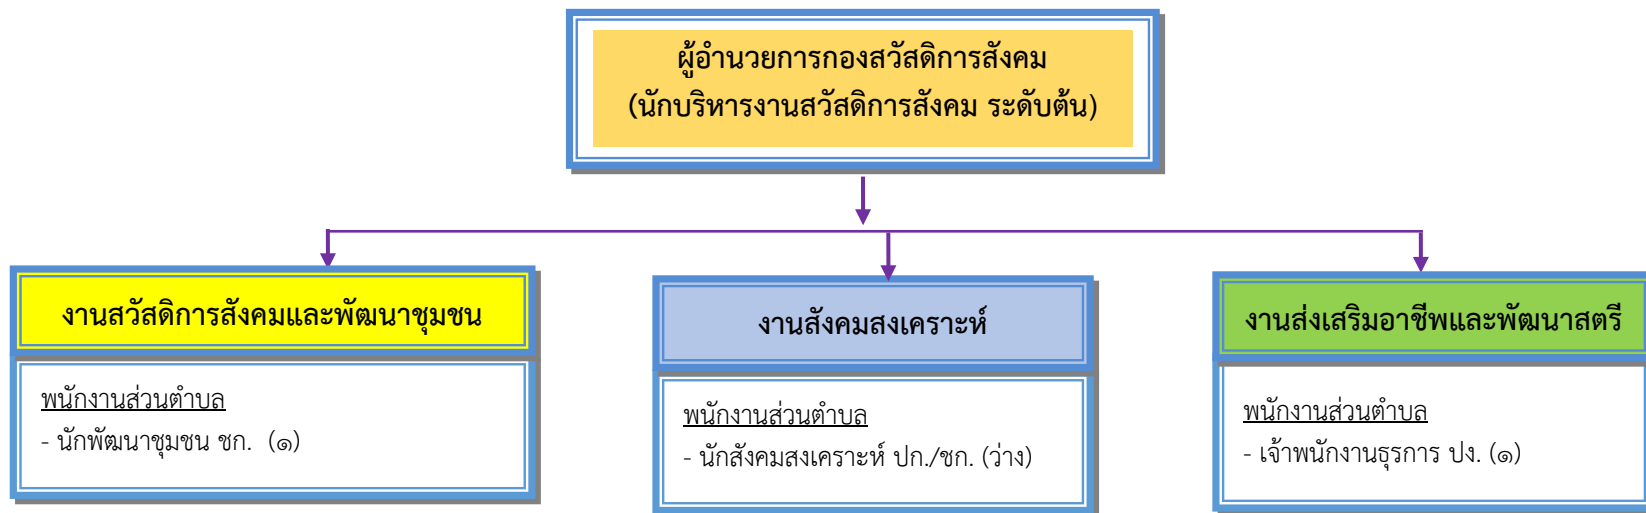 ผู้อำนวยการกองสวัสดิการสังคม
(นักบริหารงานสวัสดิการสังคม ระดับต้น)
งานสวัสดิการสังคมและพัฒนาชุมชน
พนักงานส่วนตำบล
- นักพัฒนาชุมชน ชก. (๑)
งานสังคมสงเคราะห์
พนักงานส่วนตำบล
- นักสังคมสงเคราะห์ ปก./ชก. (ว่าง)
งานส่งเสริมอาชีพและพัฒนาสตรี
พนักงานส่วนตำบล
- เจ้าพนักงานธุรการ ปง. (๑)